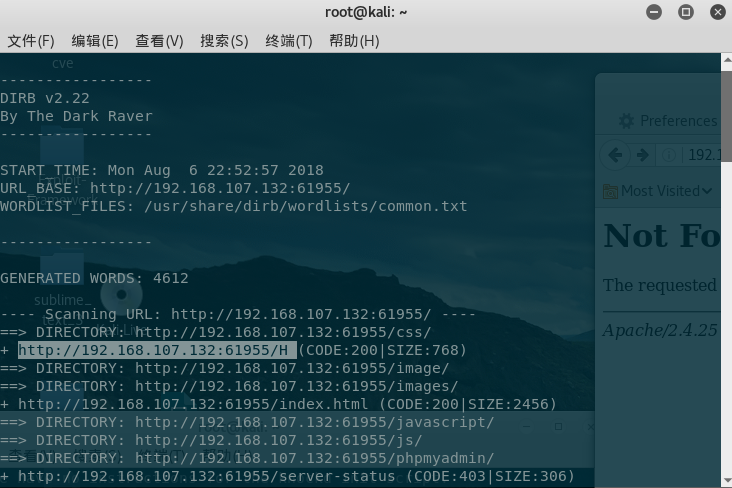 root@kali: ~
文件(F) 编辑(E) 查看(V) 搜索(S) 终端(T) 帮助(H)
cve
-----------------
DIRB v2.22
By The Dark Raver
-----------------
START_TIME: Mon Aug  6 22:52:57 2018
URL_BASE: http://192.168.107.132:61955/
WORDLIST_FILES: /usr/share/dirb/wordlists/common.txt
-----------------
GENERATED WORDS: 4612
---- Scanning URL: http://192.168.107.132:61955/ ----
==> DIRECTORY: http://192.168.107.132:61955/css/
+ http://192.168.107.132:61955/H (CODE:200|SIZE:768)
==> DIRECTORY: http://192.168.107.132:61955/image/
==> DIRECTORY: http://192.168.107.132:61955/images/
+ http://192.168.107.132:61955/index.html (CODE:200|SIZE:2456)
==> DIRECTORY: http://192.168.107.132:61955/javascript/
==> DIRECTORY: http://192.168.107.132:61955/js/
==> DIRECTORY: http://192.168.107.132:61955/phpmyadmin/
+ http://192.168.107.132:61955/server-status (CODE:403|SIZE:306)
sublime_
Preferences
192.1
Most Visited
Not Fo
The requested
Apache/2.4.25